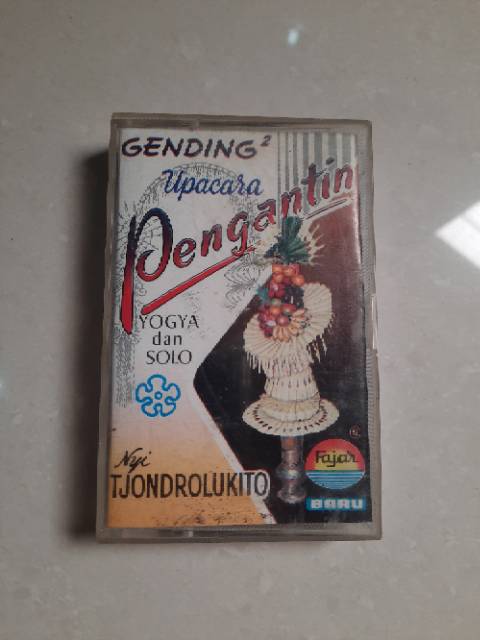 GENDING²
Upacara
Pengantin
YOGYA
dan
SOLO
Nyi
TJONDROLUKITO
Fajar
BARU